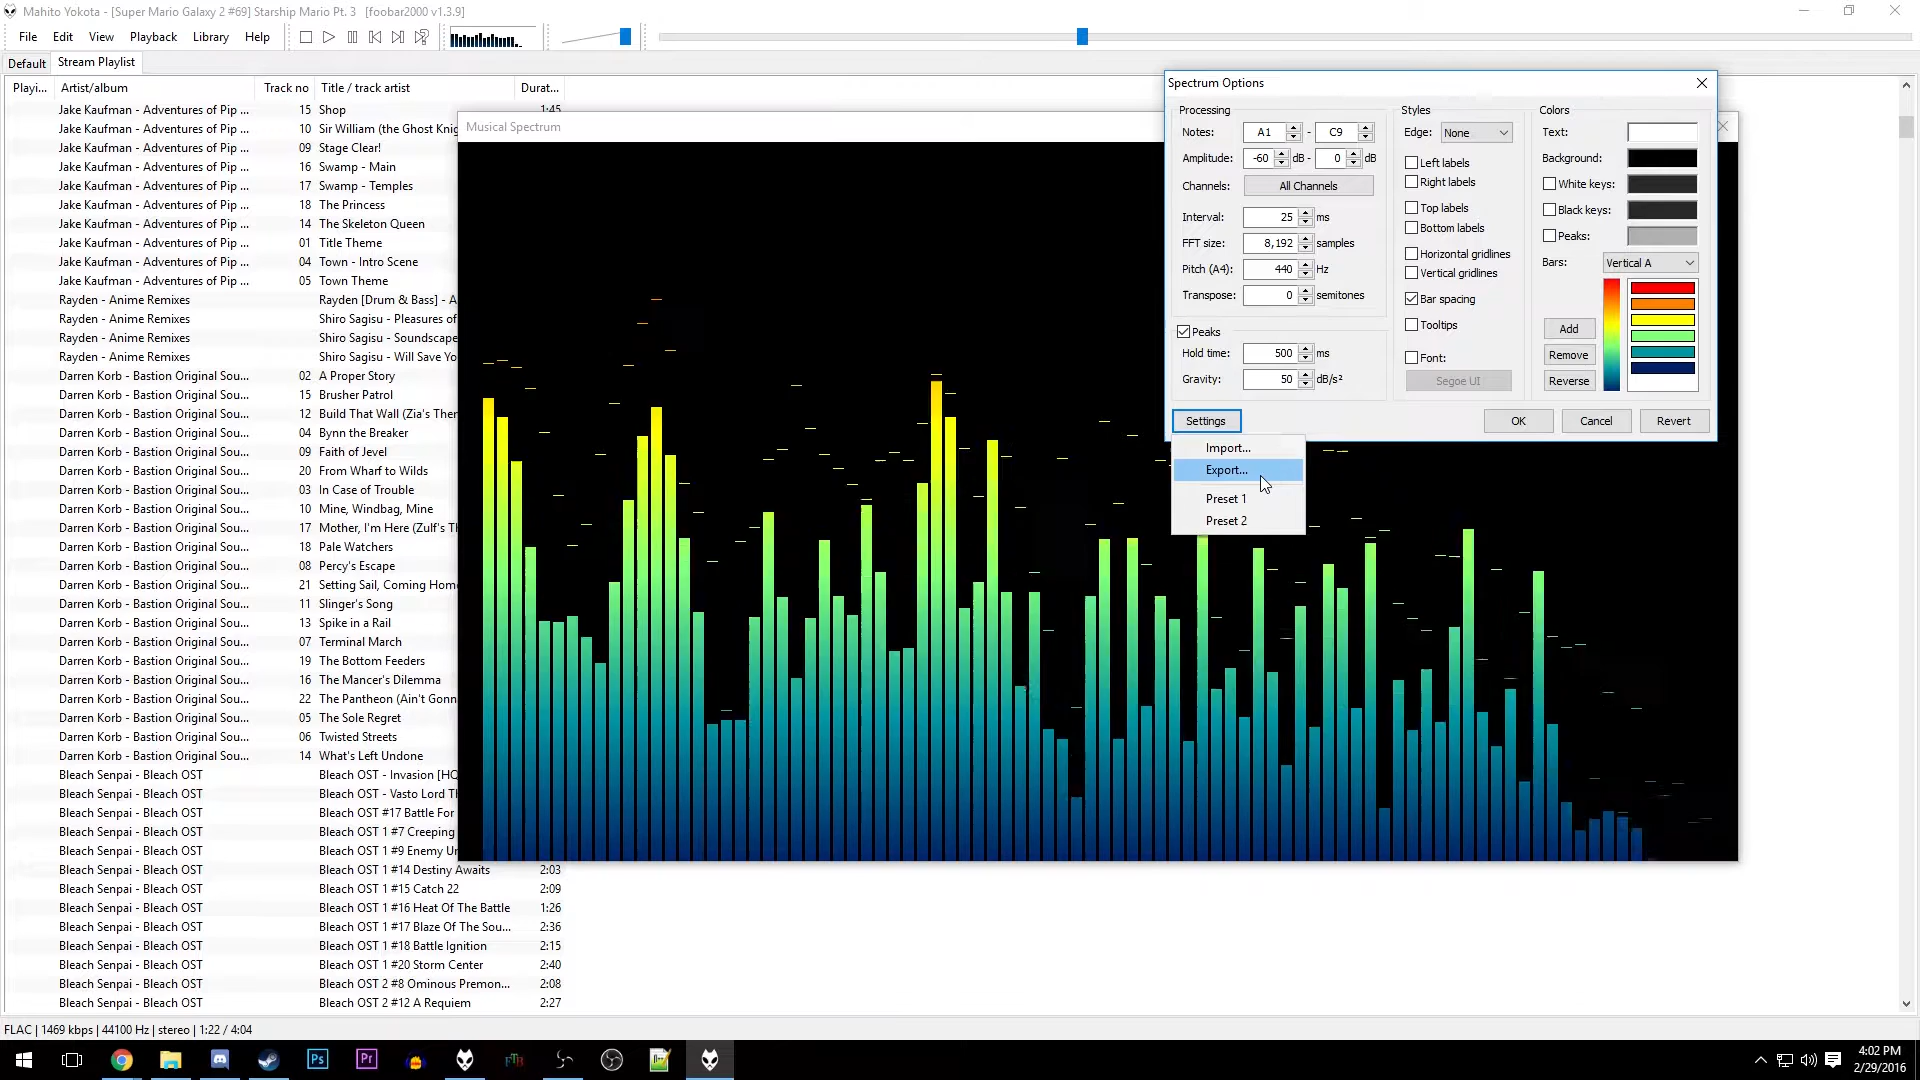 Mahito Yokota - [Super Mario Galaxy 2 #69] Starship Mario Pt. 3 [foobar2000 v1.3.9]
File Edit View Playback Library Help
Default Stream Playlist
Playi... Artist/album Track no Title / track artist Durat...
Jake Kaufman - Adventures of Pip ... 15 Shop 1:45
Jake Kaufman - Adventures of Pip ... 10 Sir William (the Ghost Knig
Jake Kaufman - Adventures of Pip ... 09 Stage Clear!
Jake Kaufman - Adventures of Pip ... 16 Swamp - Main
Jake Kaufman - Adventures of Pip ... 17 Swamp - Temples
Jake Kaufman - Adventures of Pip ... 18 The Princess
Jake Kaufman - Adventures of Pip ... 14 The Skeleton Queen
Jake Kaufman - Adventures of Pip ... 01 Title Theme
Jake Kaufman - Adventures of Pip ... 04 Town - Intro Scene
Jake Kaufman - Adventures of Pip ... 05 Town Theme
Rayden - Anime Remixes Rayden [Drum & Bass] - A
Rayden - Anime Remixes Shiro Sagisu - Pleasures of
Rayden - Anime Remixes Shiro Sagisu - Soundscape
Rayden - Anime Remixes Shiro Sagisu - Will Save Yo
Darren Korb - Bastion Original Sou... 02 A Proper Story
Darren Korb - Bastion Original Sou... 15 Brusher Patrol
Darren Korb - Bastion Original Sou... 12 Build That Wall (Zia's Ther
Darren Korb - Bastion Original Sou... 04 Bynn the Breaker
Darren Korb - Bastion Original Sou... 09 Faith of Jevel
Darren Korb - Bastion Original Sou... 20 From Wharf to Wilds
Darren Korb - Bastion Original Sou... 03 In Case of Trouble
Darren Korb - Bastion Original Sou... 10 Mine, Windbag, Mine
Darren Korb - Bastion Original Sou... 17 Mother, I'm Here (Zulf's Th
Darren Korb - Bastion Original Sou... 18 Pale Watchers
Darren Korb - Bastion Original Sou... 08 Percy's Escape
Darren Korb - Bastion Original Sou... 21 Setting Sail, Coming Home
Darren Korb - Bastion Original Sou... 11 Slinger's Song
Darren Korb - Bastion Original Sou... 13 Spike in a Rail
Darren Korb - Bastion Original Sou... 07 Terminal March
Darren Korb - Bastion Original Sou... 19 The Bottom Feeders
Darren Korb - Bastion Original Sou... 16 The Mancer's Dilemma
Darren Korb - Bastion Original Sou... 22 The Pantheon (Ain't Gonn
Darren Korb - Bastion Original Sou... 05 The Sole Regret
Darren Korb - Bastion Original Sou... 06 Twisted Streets
Darren Korb - Bastion Original Sou... 14 What's Left Undone
Bleach Senpai - Bleach OST Bleach OST - Invasion [HQ
Bleach Senpai - Bleach OST Bleach OST - Vasto Lord Th
Bleach Senpai - Bleach OST Bleach OST #17 Battle For
Bleach Senpai - Bleach OST Bleach OST 1 #7 Creeping
Bleach Senpai - Bleach OST Bleach OST 1 #9 Enemy Un
Bleach Senpai - Bleach OST Bleach OST 1 #14 Destiny Awaits 2:03
Bleach Senpai - Bleach OST Bleach OST 1 #15 Catch 22 2:09
Bleach Senpai - Bleach OST Bleach OST 1 #16 Heat Of The Battle 1:26
Bleach Senpai - Bleach OST Bleach OST 1 #17 Blaze Of The Sou... 2:36
Bleach Senpai - Bleach OST Bleach OST 1 #18 Battle Ignition 2:15
Bleach Senpai - Bleach OST Bleach OST 1 #20 Storm Center 2:40
Bleach Senpai - Bleach OST Bleach OST 2 #8 Ominous Premon... 2:08
Bleach Senpai - Bleach OST Bleach OST 2 #12 A Requiem 2:27
Musical Spectrum
Spectrum Options
Processing
Notes: A1 - C9
Amplitude: -60 dB - 0 dB
Channels: All Channels
Interval: 25 ms
FFT size: 8,192 samples
Pitch (A4): 440 Hz
Transpose: 0 semitones
Peaks
Hold time: 500 ms
Gravity: 50 dB/s²
Styles
Edge: None
Left labels
Right labels
Top labels
Bottom labels
Horizontal gridlines
Vertical gridlines
Bar spacing
Tooltips
Font:
Segoe UI
Colors
Text:
Background:
White keys:
Black keys:
Peaks:
Bars: Vertical A
Add
Remove
Reverse
Settings OK Cancel Revert
Import...
Export...
Preset 1
Preset 2
FLAC | 1469 kbps | 44100 Hz | stereo | 1:22 / 4:04
Ps Pr FTB
4:02 PM
2/29/2016